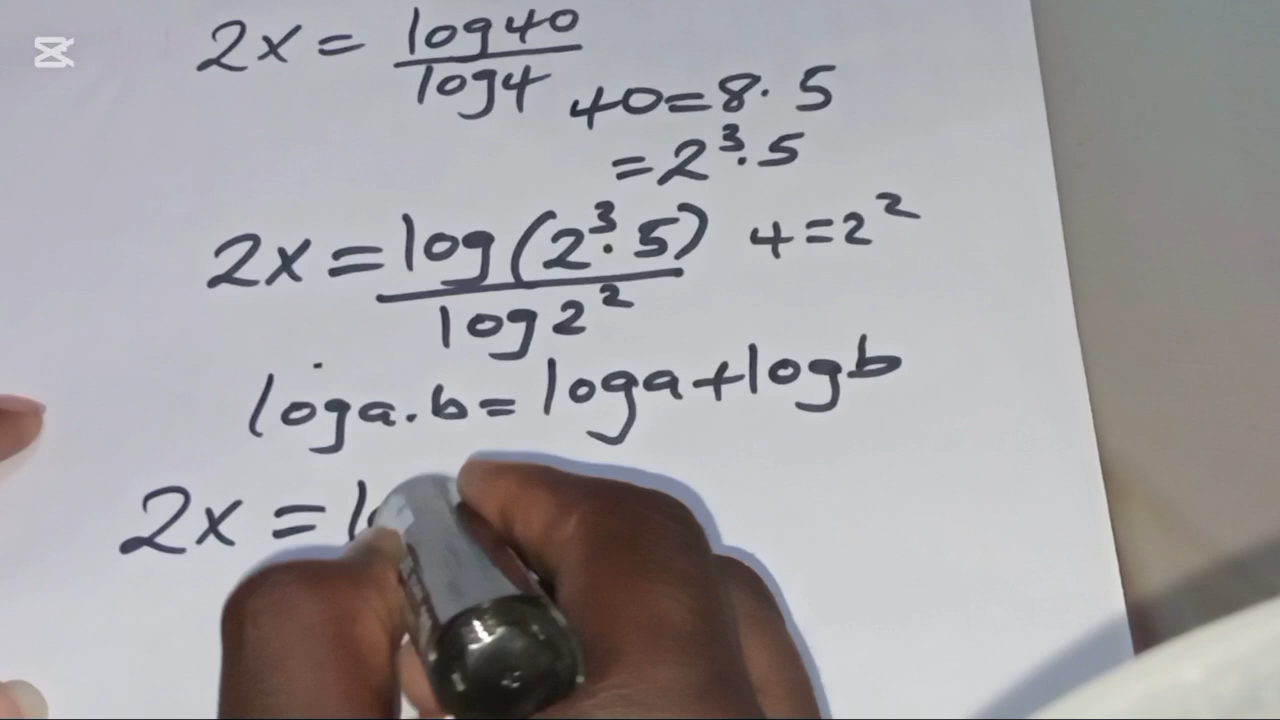 2x = log40/log4
40=8·5
=2³·5
2x = log(2³·5)/log2²
4=2²
loga.b=loga+logb
2x = l